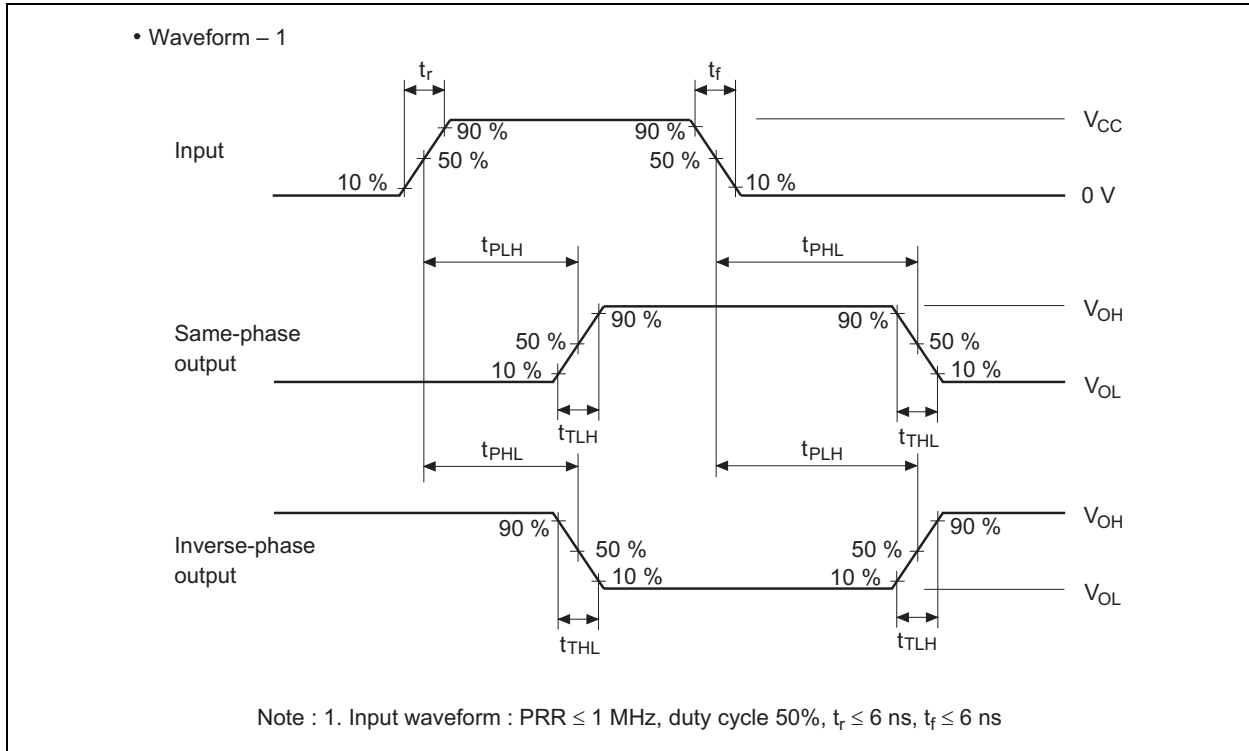 • Waveform – 1
tr
tf
Input
90 %
90 %
VCC
50 %
50 %
10 %
10 %
0 V
tPLH
tPHL
Same-phase
output
90 %
90 %
VOH
50 %
50 %
10 %
10 %
VOL
tTLH
tTHL
tPHL
tPLH
Inverse-phase
output
90 %
90 %
VOH
50 %
50 %
10 %
10 %
VOL
tTHL
tTLH
Note : 1. Input waveform : PRR ≤ 1 MHz, duty cycle 50%, tr ≤ 6 ns, tf ≤ 6 ns